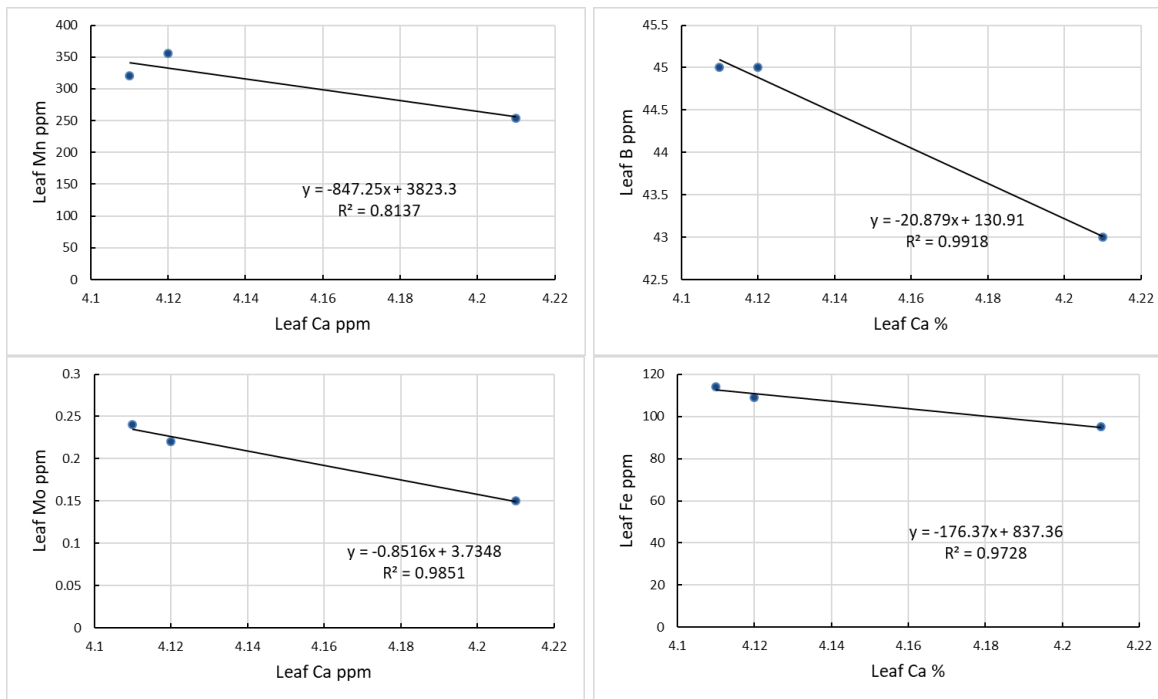 400
350
300
250
200
150
100
50
0
Leaf Mn ppm
y = -847.25x + 3823.3
R² = 0.8137
4.1 4.12 4.14 4.16 4.18 4.2 4.22
Leaf Ca ppm
45.5
45
44.5
44
43.5
43
42.5
Leaf B ppm
y = -20.879x + 130.91
R² = 0.9918
4.1 4.12 4.14 4.16 4.18 4.2 4.22
Leaf Ca %
0.3
0.25
0.2
0.15
0.1
0.05
0
Leaf Mo ppm
y = -0.8516x + 3.7348
R² = 0.9851
4.1 4.12 4.14 4.16 4.18 4.2 4.22
Leaf Ca ppm
120
100
80
60
40
20
0
Leaf Fe ppm
y = -176.37x + 837.36
R² = 0.9728
4.1 4.12 4.14 4.16 4.18 4.2 4.22
Leaf Ca %